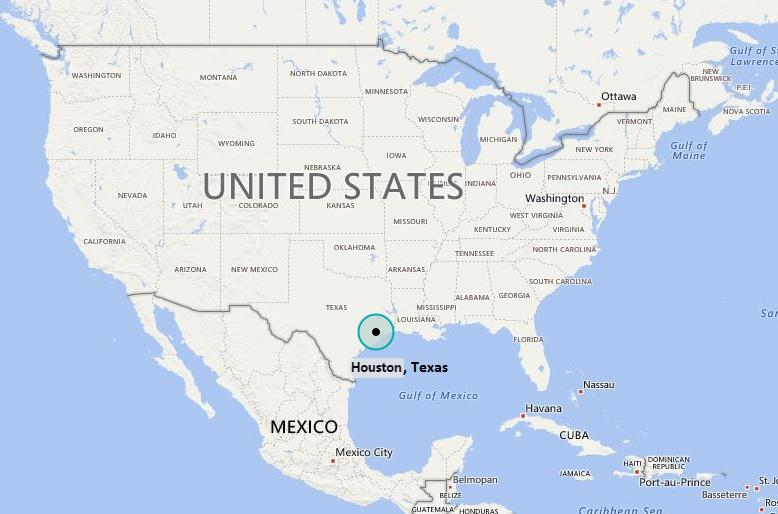 Gulf of S
Lawrence
NEW
BRUNSWICK
P.E.I.
WASHINGTON
MONTANA
NORTH DAKOTA
MINNESOTA
Ottawa
MAINE
NOVA SCOTIA
OREGON
IDAHO
SOUTH DAKOTA
WISCONSIN
MICHIGAN
VERMONT
WYOMING
IOWA
NEW YORK
Gulf of
Maine
NEBRASKA
OHIO
PENNSYLVANIA
UNITED STATES
ILLINOIS
INDIANA
N.J.
NEVADA
UTAH
COLORADO
KANSAS
Washington
MISSOURI
WEST VIRGINIA
KENTUCKY
VIRGINIA
CALIFORNIA
OKLAHOMA
TENNESSEE
NORTH CAROLINA
ARIZONA
NEW MEXICO
ARKANSAS
SOUTH CAROLINA
ALABAMA
GEORGIA
TEXAS
MISSISSIPPI
LOUISIANA
Sar
FLORIDA
Houston, Texas
Gulf of Mexico
Nassau
Havana
MEXICO
CUBA
Mexico City
HAITI
DOMINICAN
REPUBLIC
JAMAICA
Port-au-Prince
Belmopan
BELIZE
St. J
Basseterre
Ros
GUATEMALA
HONDURAS
Caribbean Sea